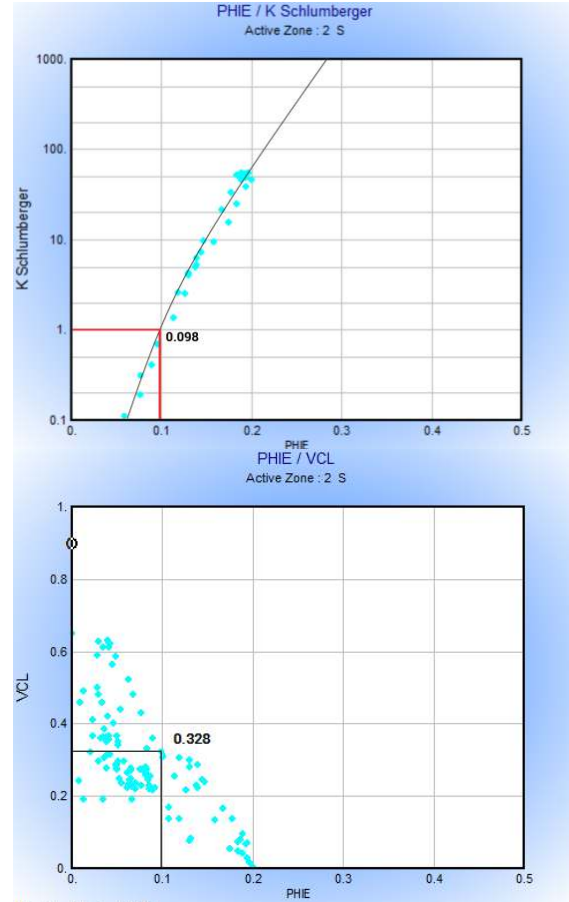 PHIE / K Schlumberger
Active Zone : 2 S
1000.
100.
10.
1.
0.1
K Schlumberger
0.098
0. 0.1 0.2 0.3 0.4 0.5
PHIE
PHIE / VCL
Active Zone : 2 S
1.
0.8
0.6
0.4
0.2
0.
VCL
0.328
0. 0.1 0.2 0.3 0.4 0.5
PHIE